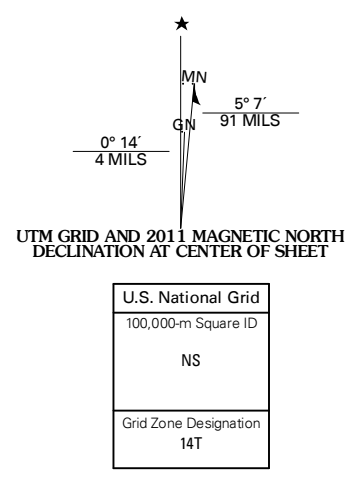 ★
MN
GN
5° 7´
91 MILS
0° 14´
4 MILS
UTM GRID AND 2011 MAGNETIC NORTH
DECLINATION AT CENTER OF SHEET
U.S. National Grid
100,000-m Square ID
NS
Grid Zone Designation
14T